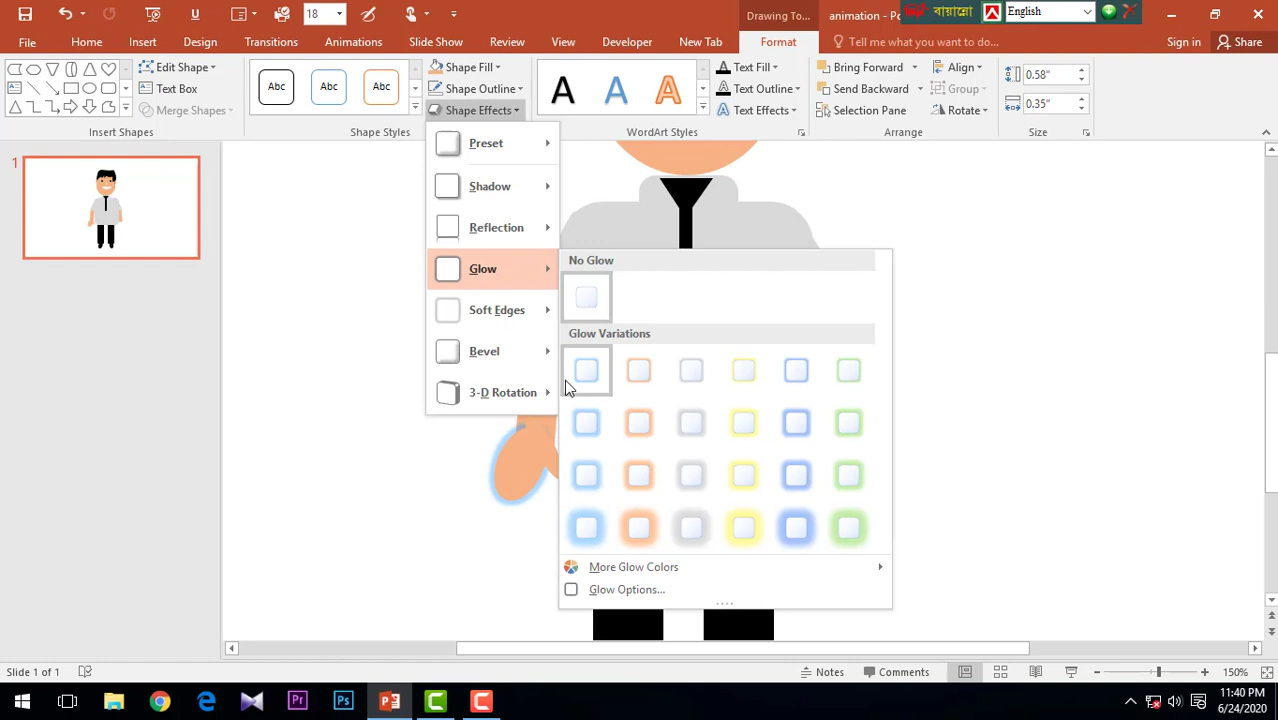 18
Drawing To...
animation - Po
বায়ান্নো
English
File
Home
Insert
Design
Transitions
Animations
Slide Show
Review
View
Developer
New Tab
Format
Tell me what you want to do...
Sign in
Share
Edit Shape
Text Box
Merge Shapes
Insert Shapes
Abc
Abc
Abc
Shape Styles
Shape Fill
Shape Outline
Shape Effects
A
A
A
WordArt Styles
Text Fill
Text Outline
Text Effects
Bring Forward
Send Backward
Selection Pane
Align
Group
Rotate
Arrange
0.58"
0.35"
Size
1
Preset
Shadow
Reflection
Glow
Soft Edges
Bevel
3-D Rotation
No Glow
Glow Variations
More Glow Colors
Glow Options...
Slide 1 of 1
Notes
Comments
150%
Pr
Ps
11:40 PM
6/24/2020